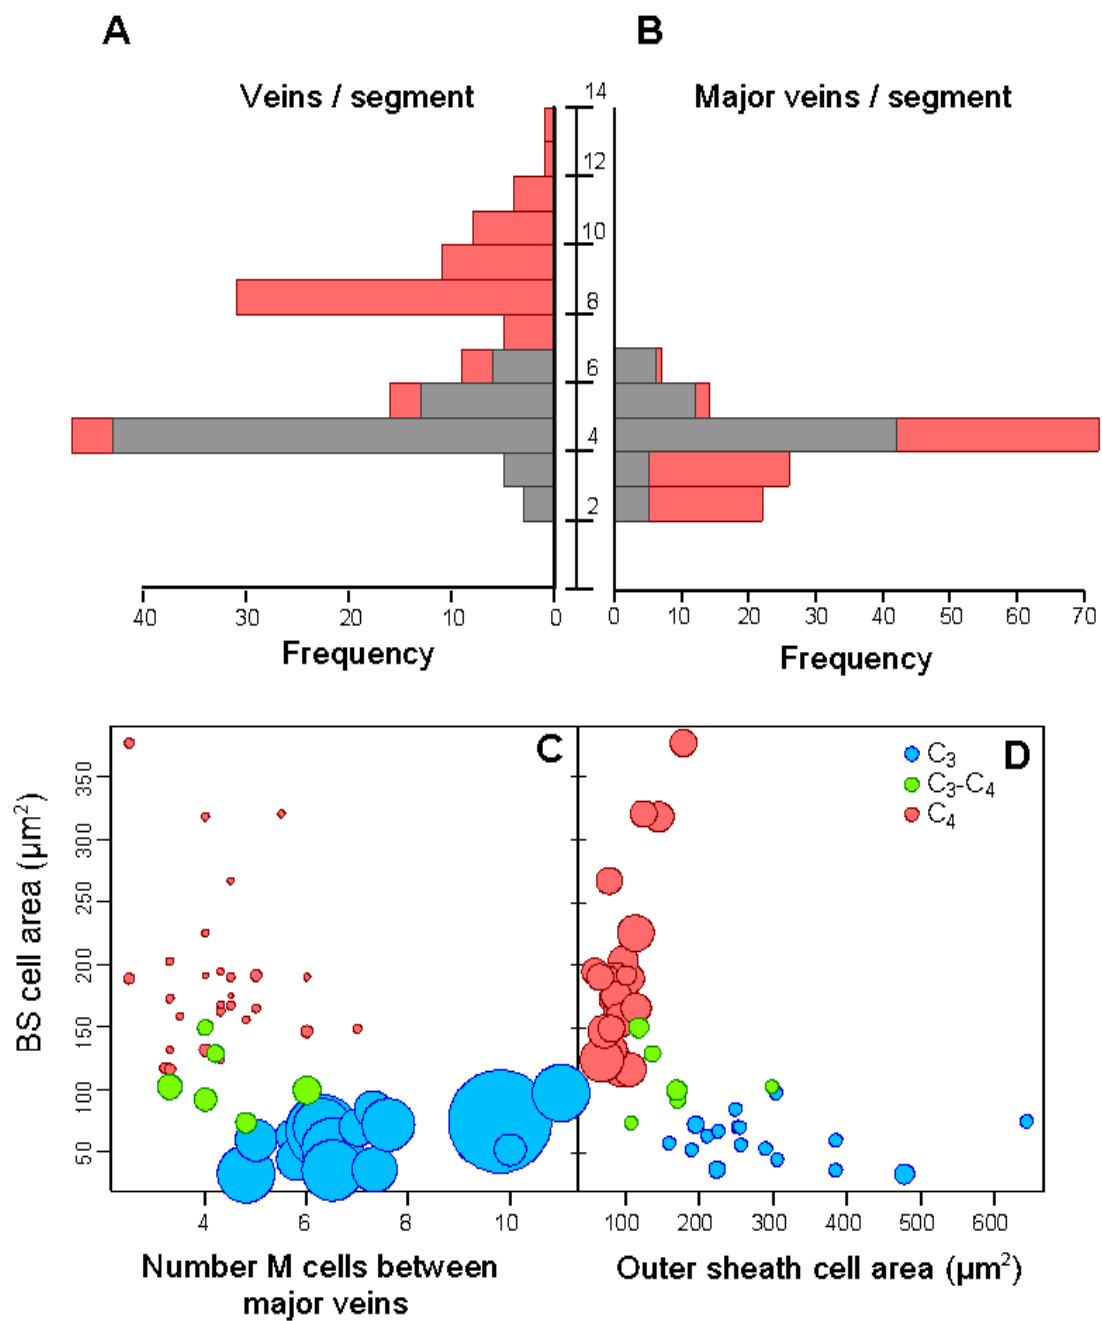 A
B
Veins / segment
Major veins / segment
14
12
10
8
6
4
2
40 30 20 10 0
0 10 20 30 40 50 60 70
Frequency
Frequency
C
D
C₃
C₃-C₄
C₄
BS cell area (µm²)
350
300
250
200
150
100
50
4 6 8 10
100 200 300 400 500 600
Number M cells between
major veins
Outer sheath cell area (µm²)